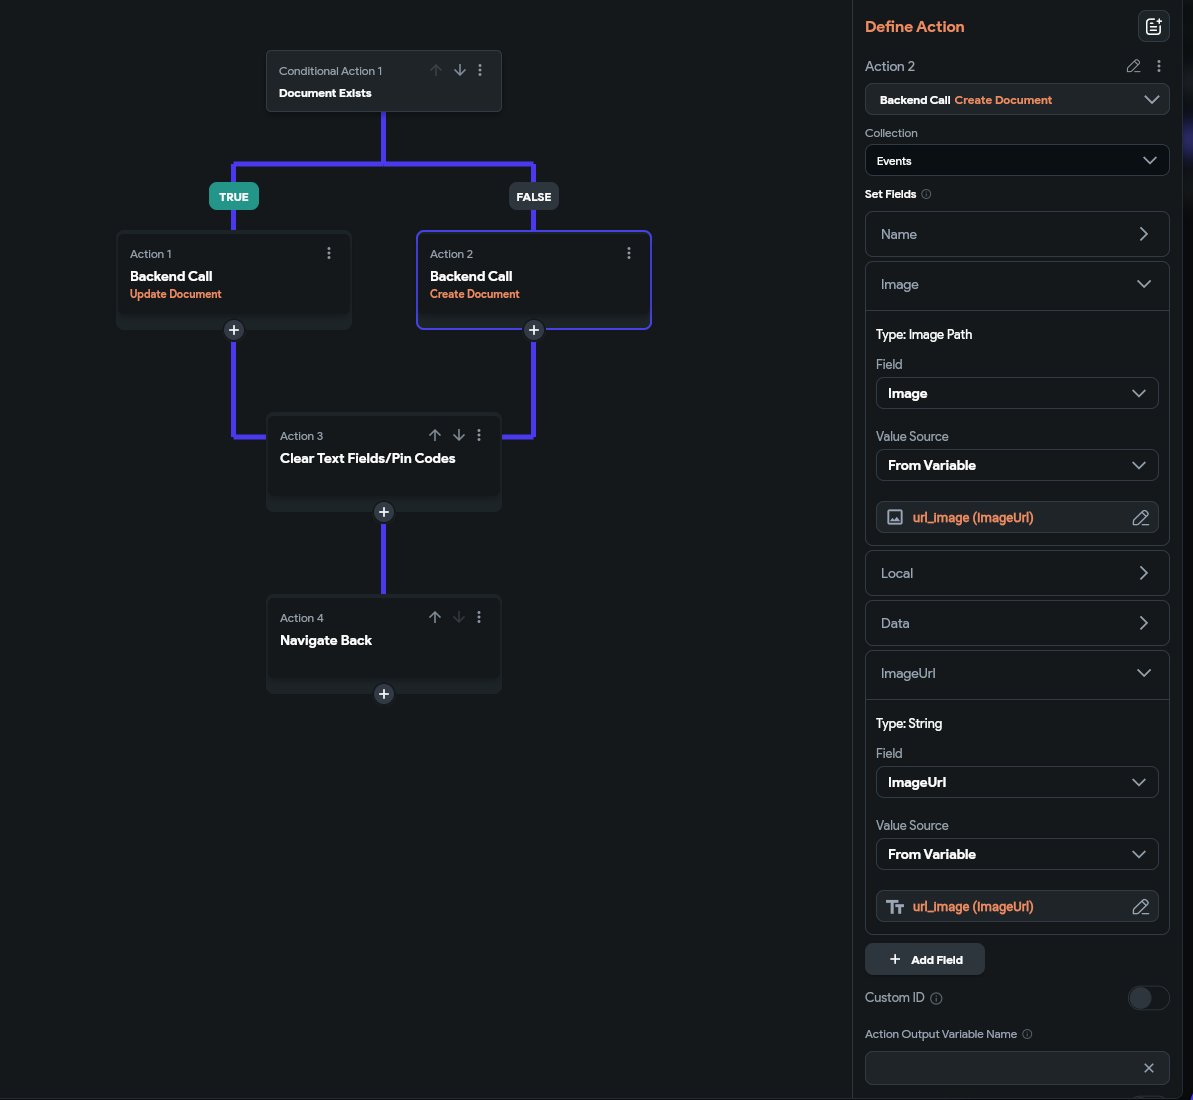 Conditional Action 1
Document Exists
TRUE
FALSE
Action 1
Backend Call
Update Document
Action 2
Backend Call
Create Document
Action 3
Clear Text Fields/Pin Codes
Action 4
Navigate Back
Define Action
Action 2
Backend Call Create Document
Collection
Events
Set Fields
Name
Image
Type: Image Path
Field
Image
Value Source
From Variable
url_image (ImageUrl)
Local
Data
ImageUrl
Type: String
Field
ImageUrl
Value Source
From Variable
Tт url_image (ImageUrl)
+ Add Field
Custom ID
Action Output Variable Name